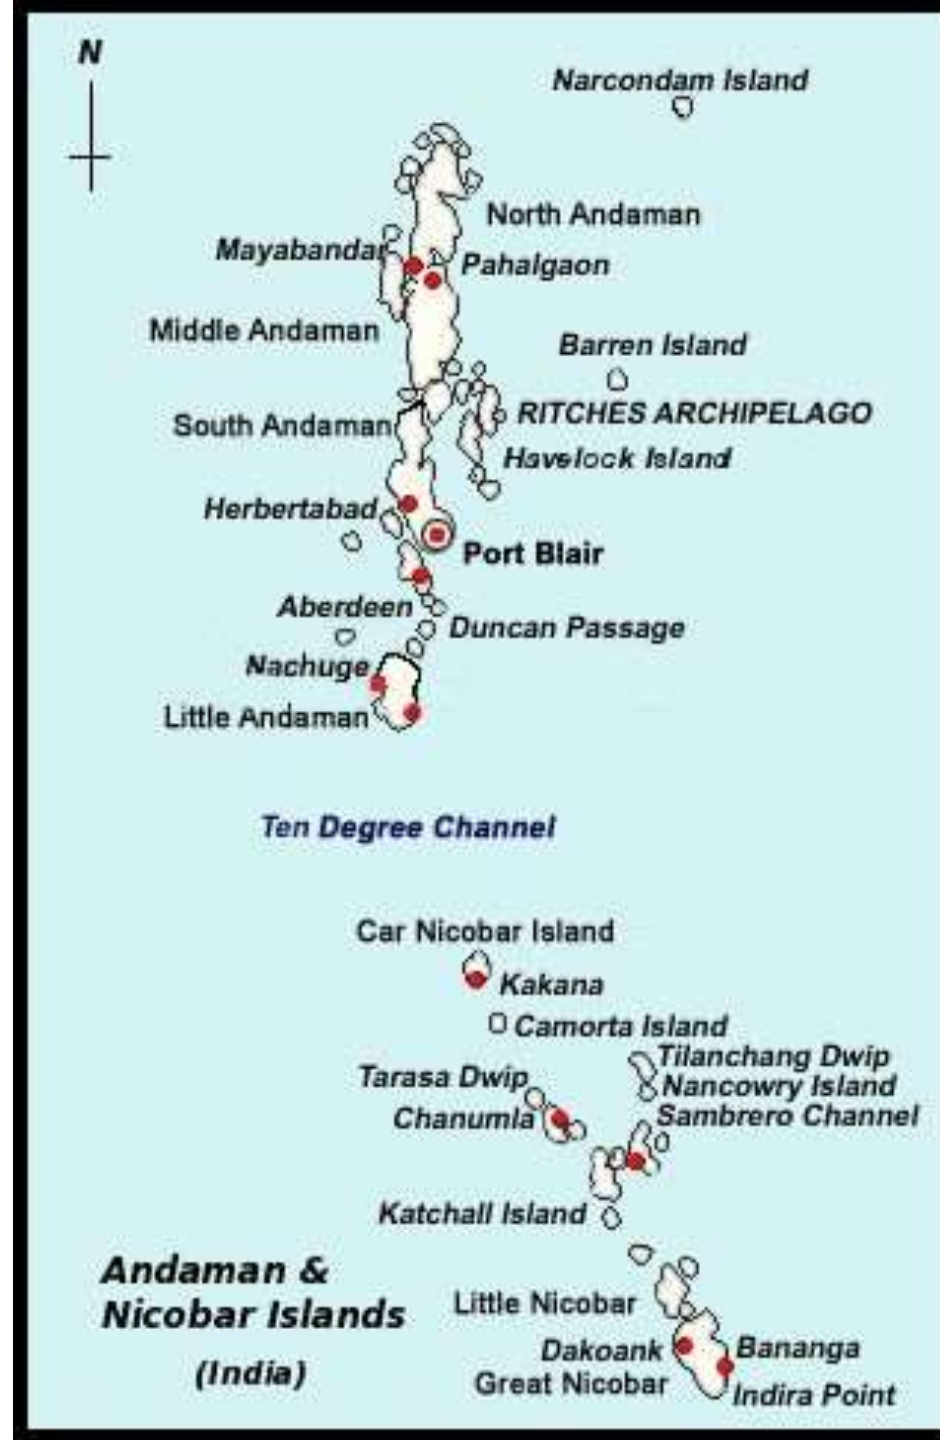 N
Narcondam Island
North Andaman
Mayabandar
Pahalgaon
Middle Andaman
Barren Island
RITCHES ARCHIPELAGO
South Andaman
Havelock Island
Herbertabad
Port Blair
Aberdeen
Duncan Passage
Nachuge
Little Andaman
Ten Degree Channel
Car Nicobar Island
Kakana
Camorta Island
Tilanchang Dwip
Tarasa Dwip
Nancowry Island
Chanumla
Sambrero Channel
Katchall Island
Andaman &
Nicobar Islands
(India)
Little Nicobar
Dakoank
Bananga
Great Nicobar
Indira Point